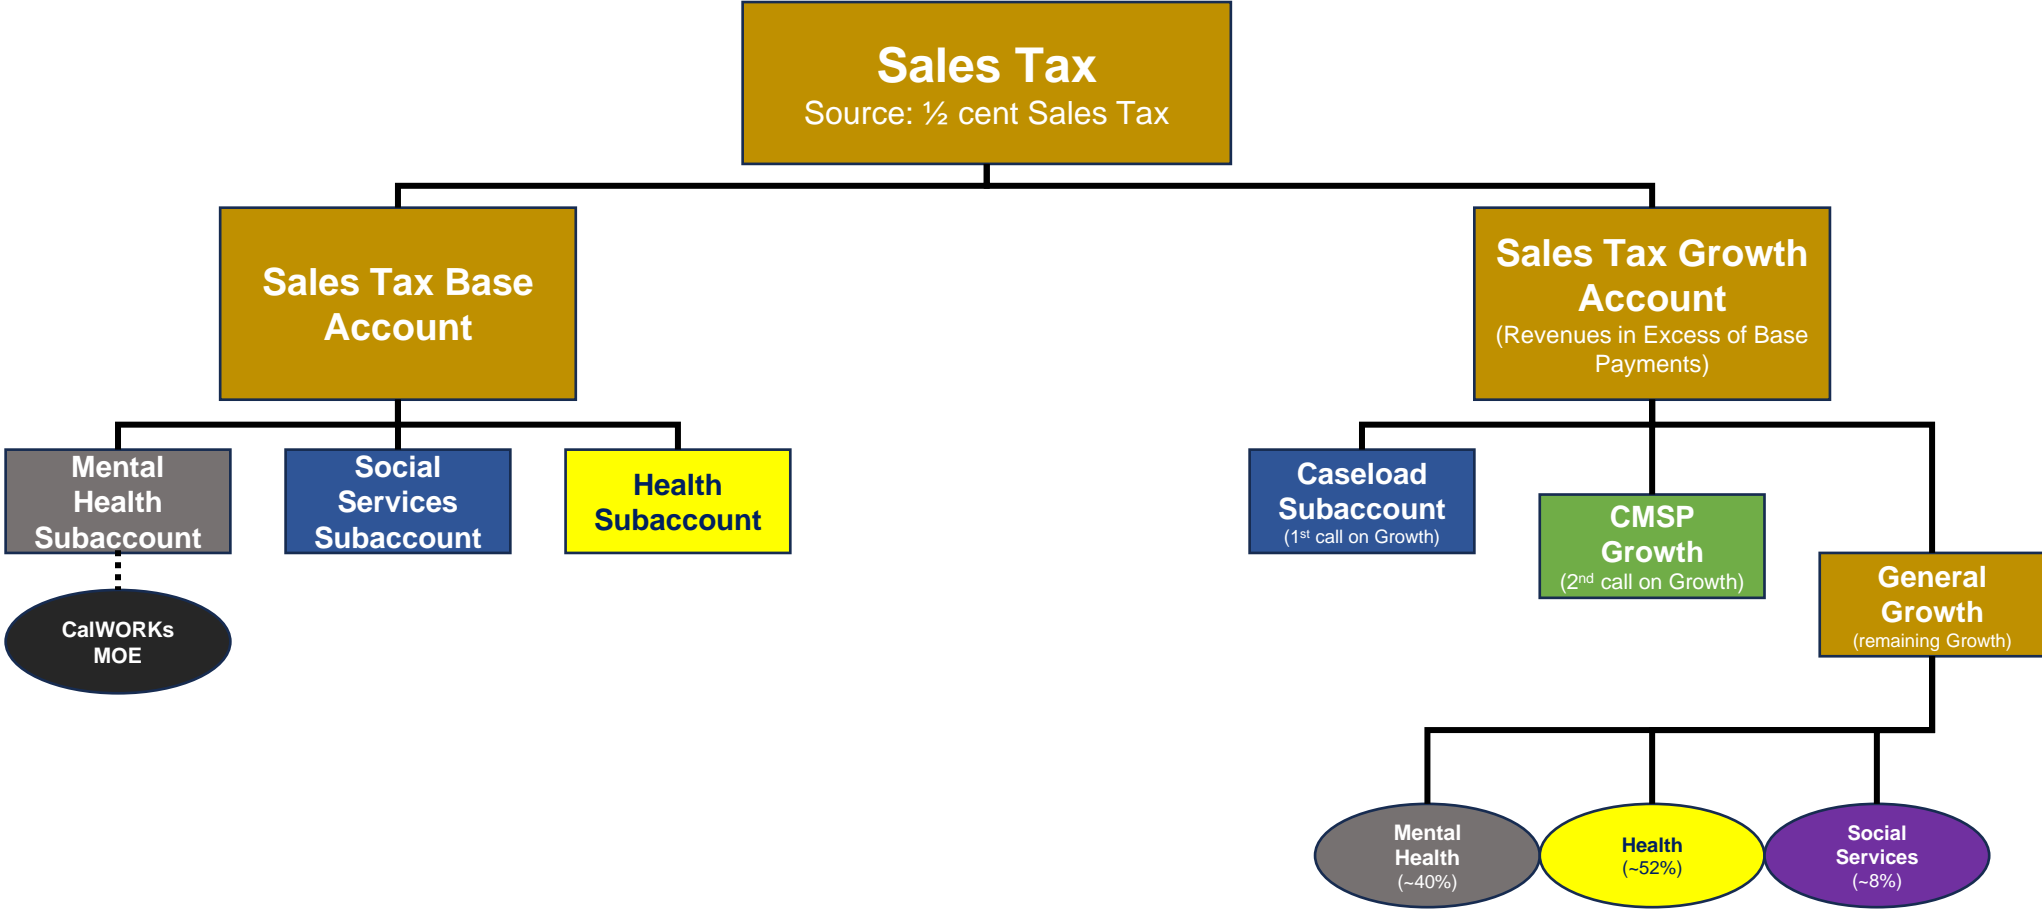 Sales Tax
Source: ½ cent Sales Tax
Sales Tax Base
Account
Sales Tax Growth
Account
(Revenues in Excess of Base
Payments)
Mental
Health
Subaccount
Social
Services
Subaccount
Health
Subaccount
Caseload
Subaccount
(1st call on Growth)
CMSP
Growth
(2nd call on Growth)
General
Growth
(remaining Growth)
CalWORKs
MOE
Mental
Health
(~40%)
Health
(~52%)
Social
Services
(~8%)